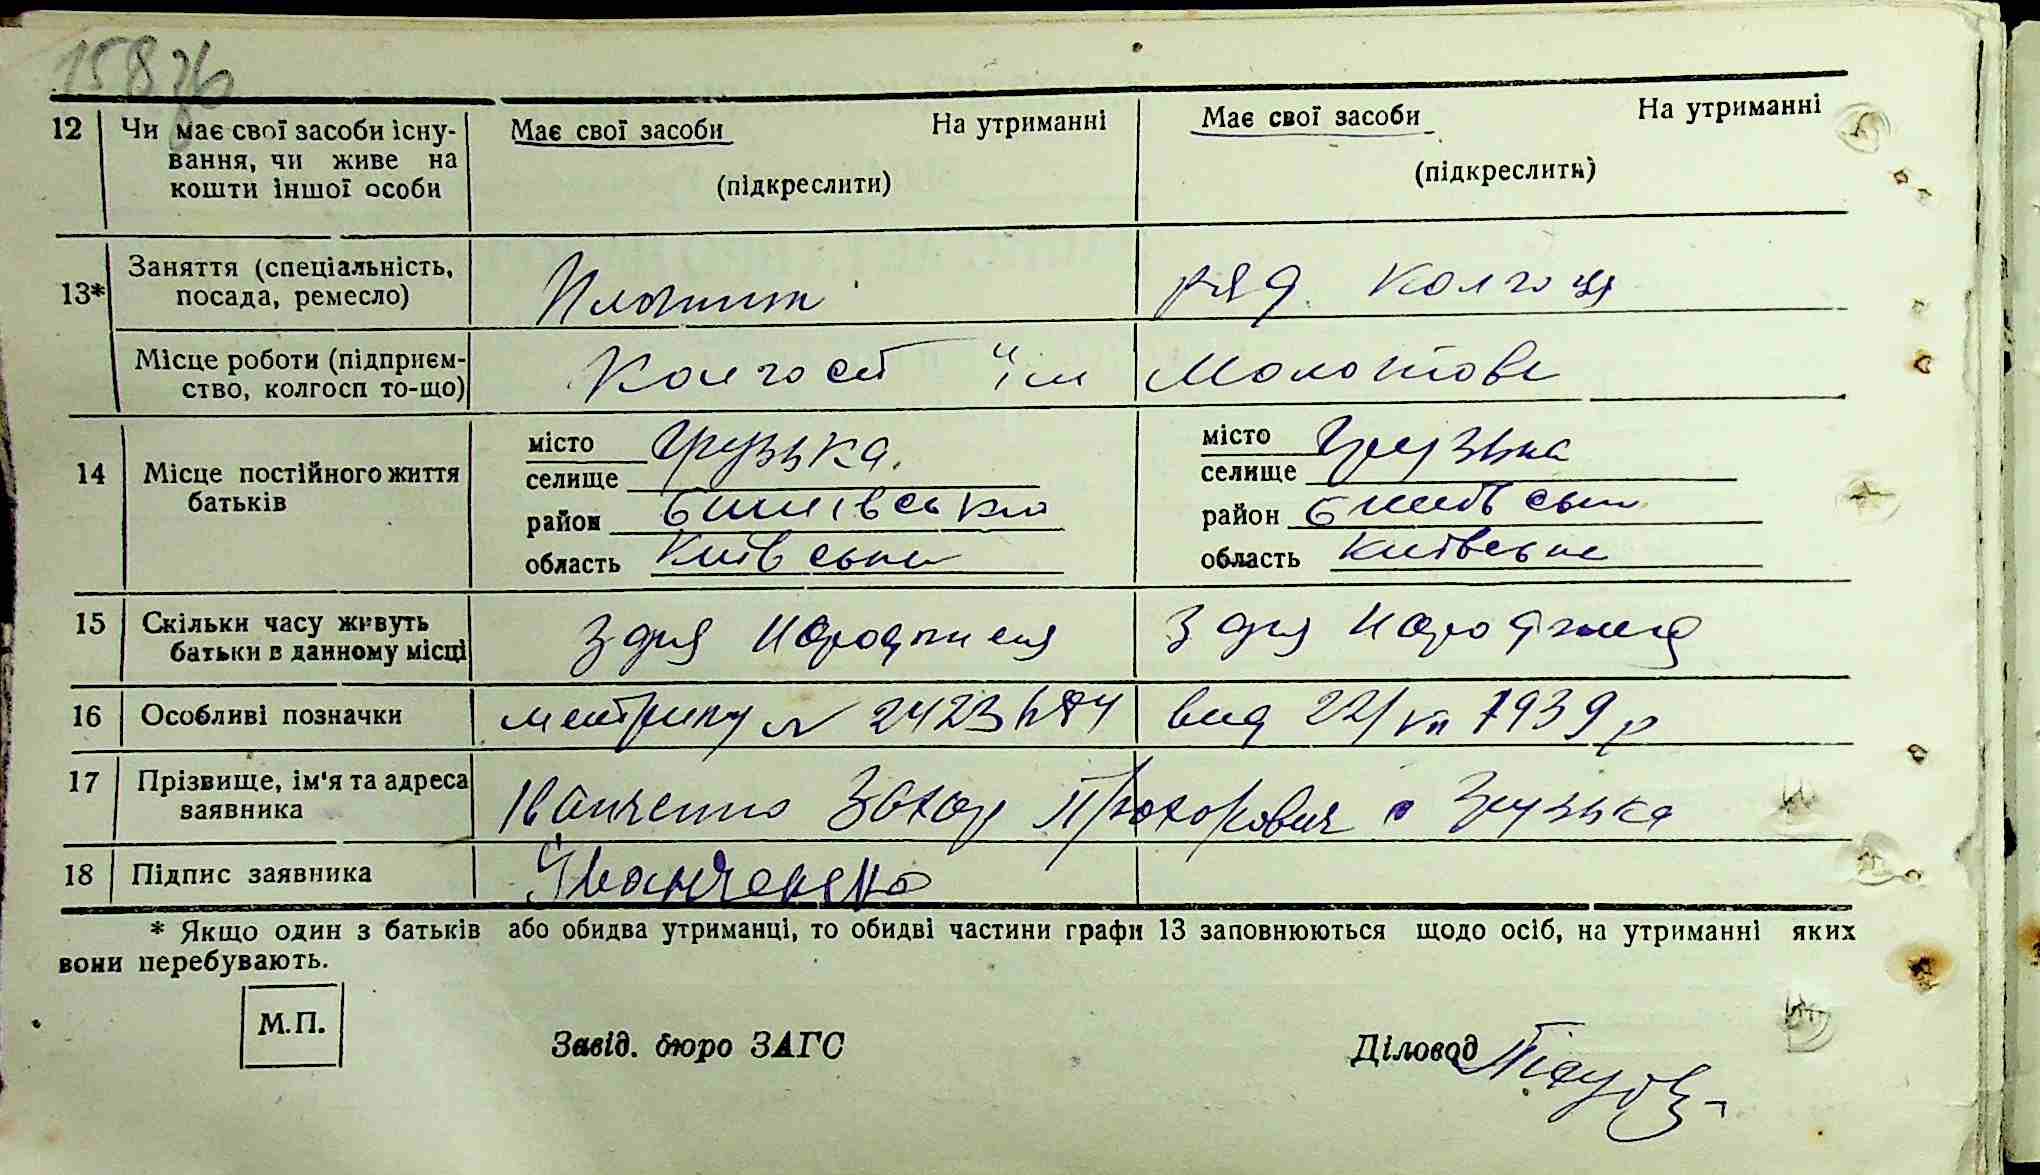 158зб
12 Чи має свої засоби існу- Має свої засоби На утриманні Має свої засоби На утриманні
вання, чи живе на
кошти іншої особи (підкреслити) (підкреслити)
13* Заняття (спеціальність, ряд. колгосп
посада, ремесло)
Місце роботи (підприєм- Колгосп ім Молотова
ство, колгосп то-що)
14 Місце постійного життя батьків
місто Грузька місто Грузька
селище селище
район Бишівський район Бишівськи
область Київська область Київська
15 Скільки часу живуть З дня народження З дня народження
батьки в данному місці
16 Особливі позначки метрику № вид 22/VII 1939 р
17 Прізвище, ім'я та адреса Іванченко Захар Прохорович с Грузька
заявника
18 Підпис заявника Іванченко
* Якщо один з батьків або обидва утриманці, то обидві частини графи 13 заповнюються щодо осіб, на утриманні яких
вони перебувають.
М.П.
Завід. бюро ЗАГС Діловод